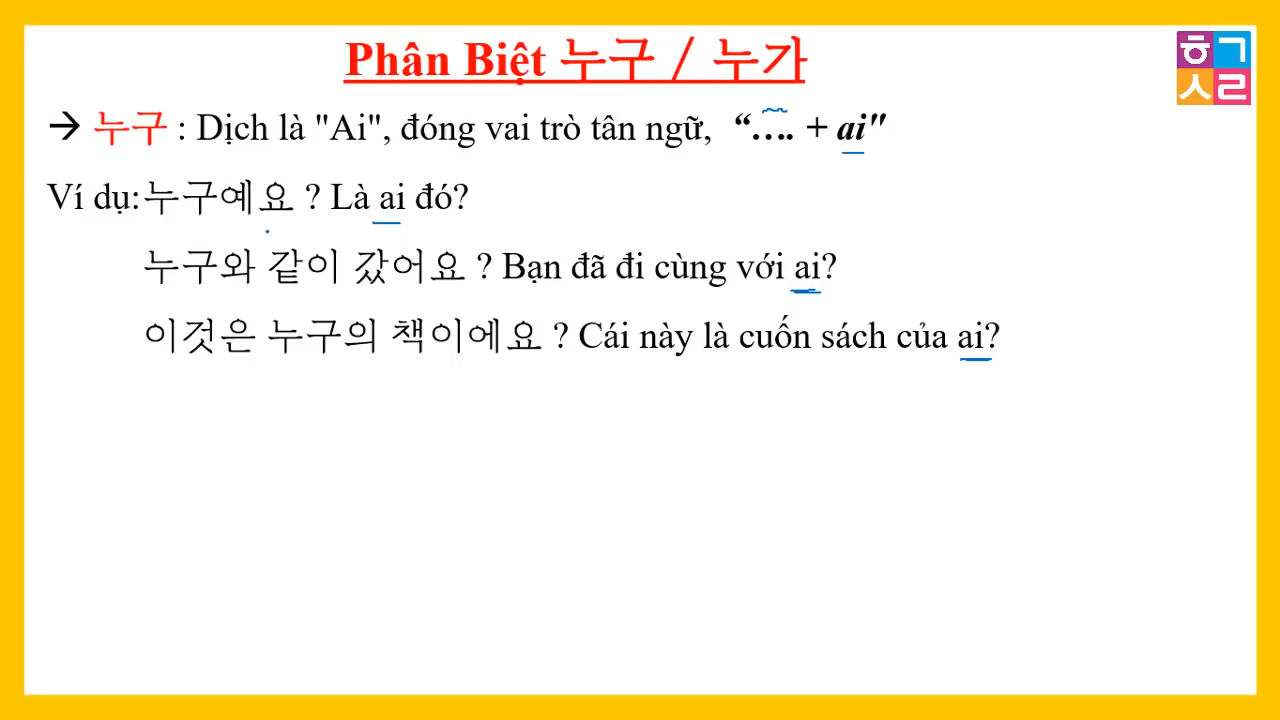 Phân Biệt 누구 / 누가
ㅎㄱ
ㅅㄹ
→ 누구 : Dịch là "Ai", đóng vai trò tân ngữ, “…. + ai"
Ví dụ:누구예요 ? Là ai đó?
누구와 같이 갔어요 ? Bạn đã đi cùng với ai?
이것은 누구의 책이에요 ? Cái này là cuốn sách của ai?